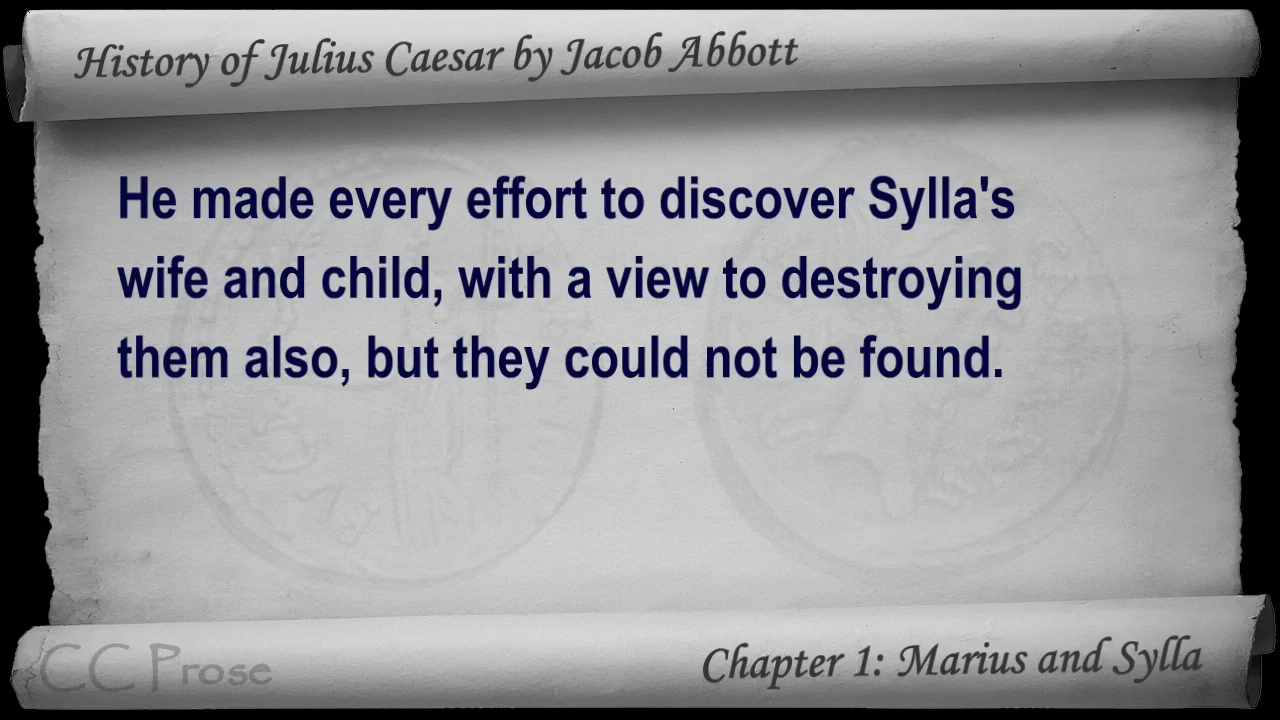 History of Julius Caesar by Jacob Abbott
He made every effort to discover Sylla's
wife and child, with a view to destroying
them also, but they could not be found.
CC Prose
Chapter 1: Marius and Sylla